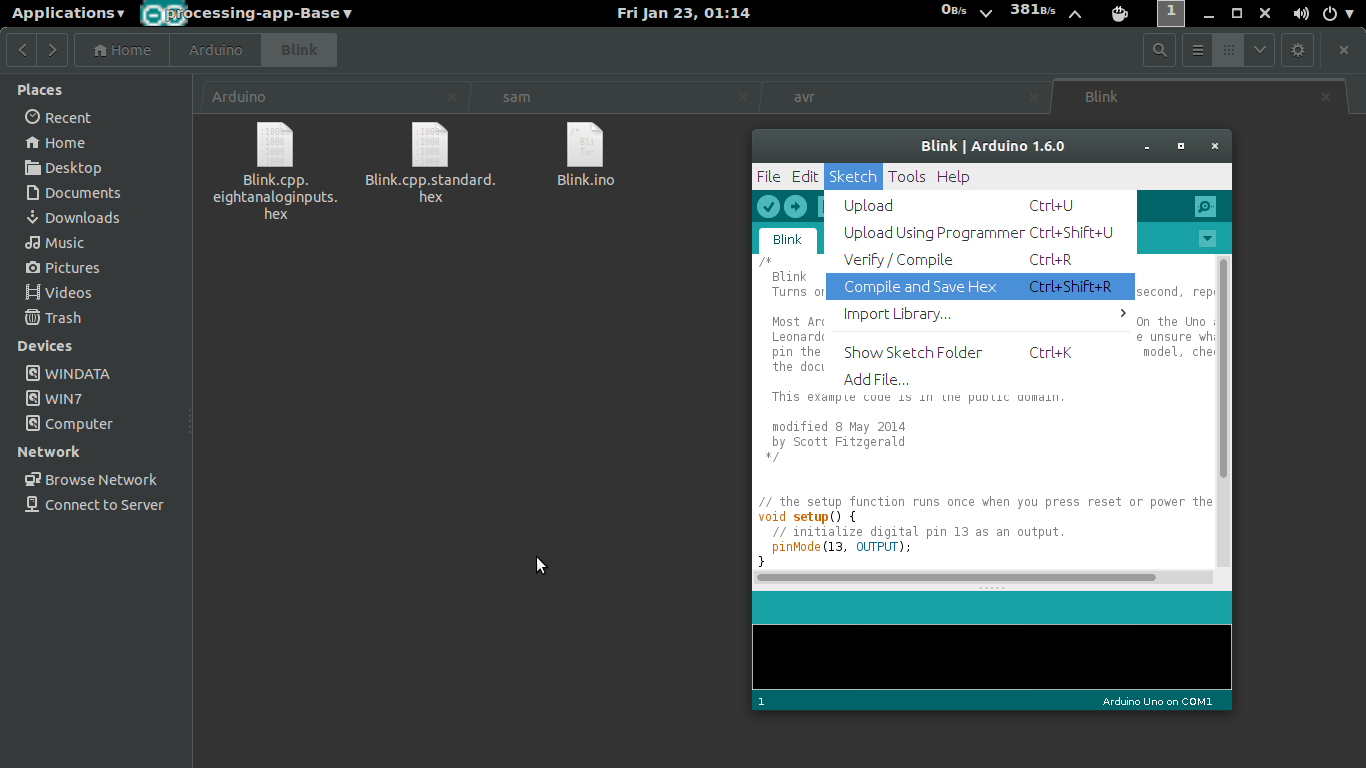 Applications ▾ processing-app-Base ▾ Fri Jan 23, 01:14 0B/s 381B/s 1
Home Arduino Blink
Places
Recent
Home
Desktop
Documents
Downloads
Music
Pictures
Videos
Trash
Devices
WINDATA
WIN7
Computer
Network
Browse Network
Connect to Server
Arduino sam avr Blink
Blink.cpp.
eightanaloginputs.
hex
Blink.cpp.standard.
hex
Blink.ino
Blink | Arduino 1.6.0
File Edit Sketch Tools Help
Upload Ctrl+U
Upload Using Programmer Ctrl+Shift+U
Verify / Compile Ctrl+R
Compile and Save Hex Ctrl+Shift+R
Import Library...
Show Sketch Folder Ctrl+K
Add File...
Blink
/*
Blink
Turns on second, repe
Most Ard On the Uno a
Leonardo e unsure wha
pin the model, chec
the docu
This example code is in the public domain.
modified 8 May 2014
by Scott Fitzgerald
*/
// the setup function runs once when you press reset or power the
void setup() {
// initialize digital pin 13 as an output.
pinMode(13, OUTPUT);
}
1 Arduino Uno on COM1